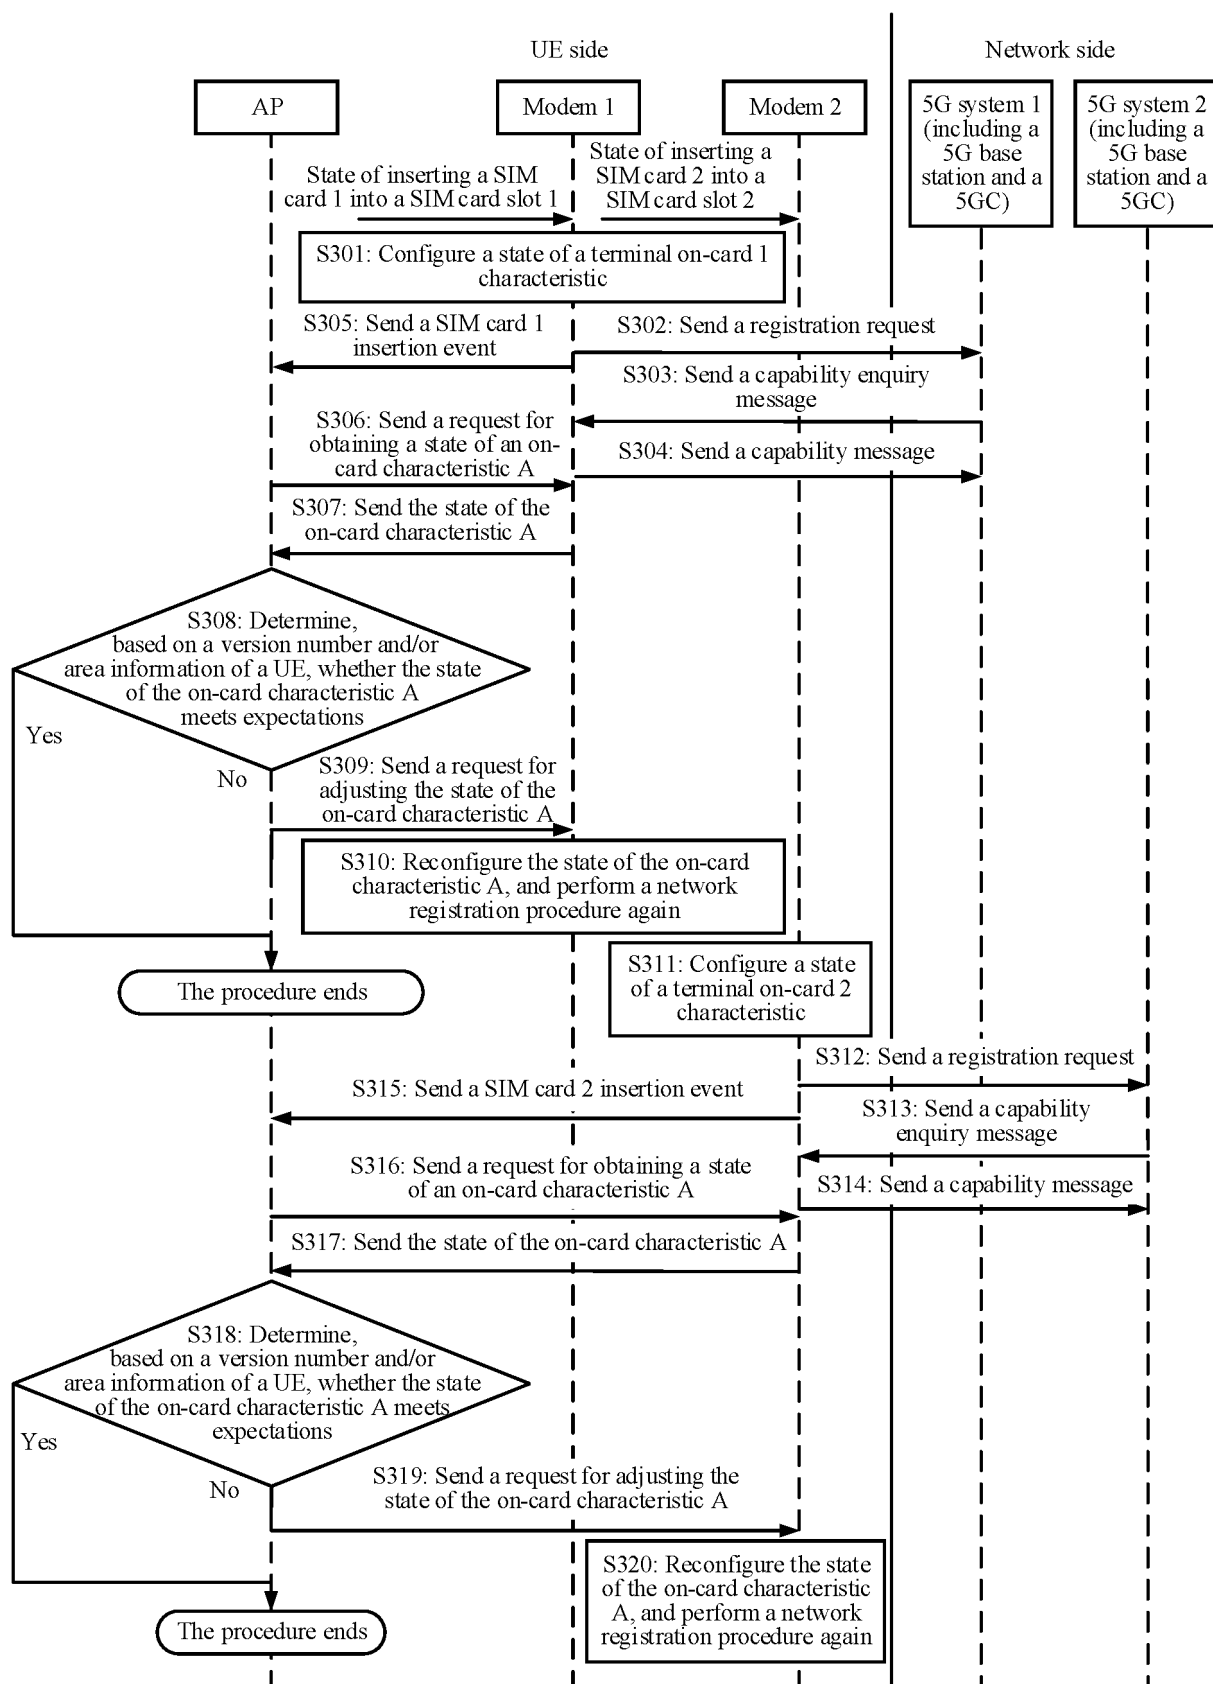 UE side
Network side
AP
Modem 1
Modem 2
5G system 1
(including a
5G base
station and a
5GC)
5G system 2
(including a
5G base
station and a
5GC)
State of inserting a SIM
card 1 into a SIM card slot 1
State of inserting a
SIM card 2 into a
SIM card slot 2
S301: Configure a state of a terminal on-card 1
characteristic
S305: Send a SIM card 1
insertion event
S302: Send a registration request
S303: Send a capability enquiry
message
S306: Send a request for
obtaining a state of an on-
card characteristic A
S304: Send a capability message
S307: Send the state of the
on-card characteristic A
S308: Determine,
based on a version number and/or
area information of a UE, whether the state
of the on-card characteristic A
meets expectations
Yes
No
S309: Send a request for
adjusting the state of the
on-card characteristic A
S310: Reconfigure the state of the on-card
characteristic A, and perform a network
registration procedure again
The procedure ends
S311: Configure a state
of a terminal on-card 2
characteristic
S312: Send a registration request
S315: Send a SIM card 2 insertion event
S313: Send a capability
enquiry message
S316: Send a request for obtaining a state
of an on-card characteristic A
S314: Send a capability message
S317: Send the state of the on-card characteristic A
S318: Determine,
based on a version number and/or
area information of a UE, whether the state
of the on-card characteristic A meets
expectations
Yes
No
S319: Send a request for adjusting the
state of the on-card characteristic A
S320: Reconfigure the state
of the on-card characteristic
A, and perform a network
registration procedure again
The procedure ends